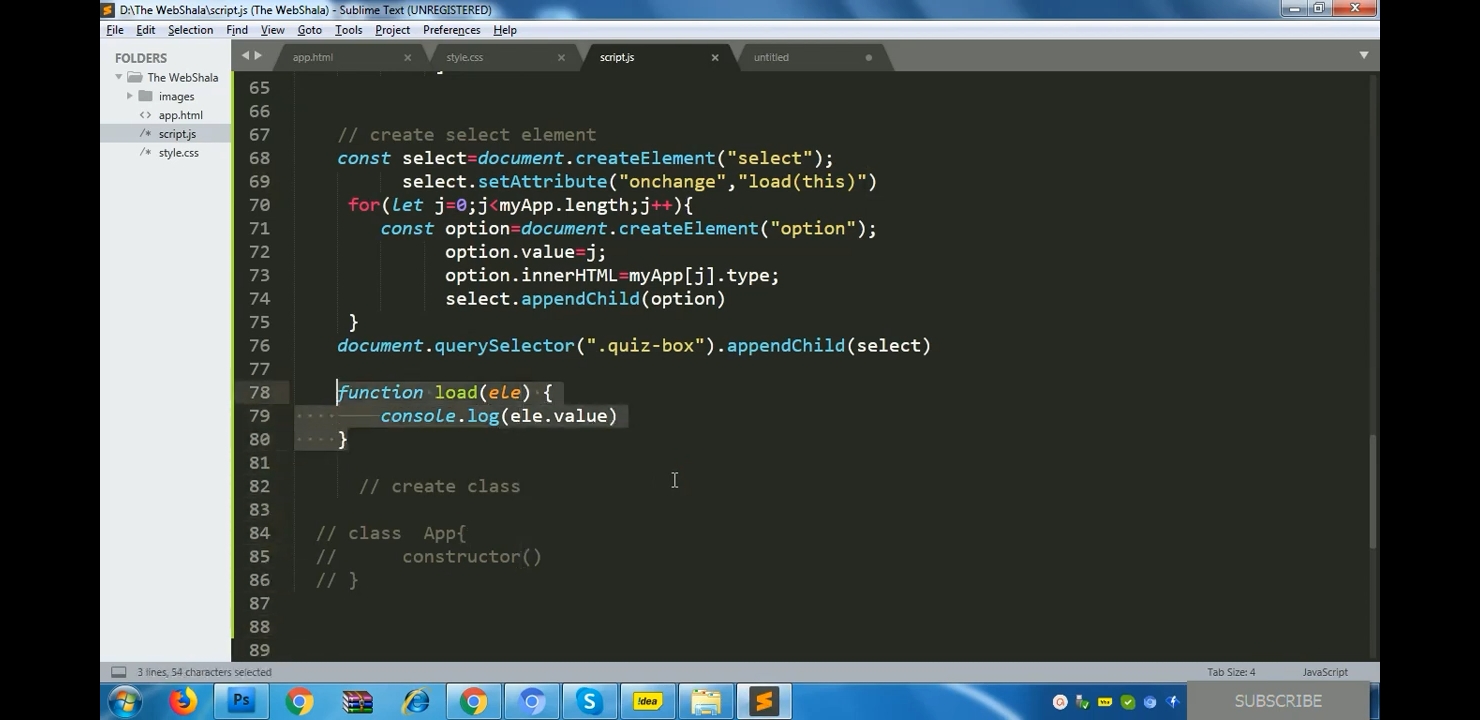 D:\The WebShala\script.js (The WebShala) - Sublime Text (UNREGISTERED)
File Edit Selection Find View Goto Tools Project Preferences Help
FOLDERS
The WebShala
images
app.html
/* script.js
/* style.css
app.html style.css script.js untitled
65
66
67 // create select element
68 const select=document.createElement("select");
69 select.setAttribute("onchange","load(this)")
70 for(let j=0;j<myApp.length;j++){
71 const option=document.createElement("option");
72 option.value=j;
73 option.innerHTML=myApp[j].type;
74 select.appendChild(option)
75 }
76 document.querySelector(".quiz-box").appendChild(select)
77
78 function load(ele) {
79 console.log(ele.value)
80 }
81
82 // create class
83
84 // class App{
85 // constructor()
86 // }
87
88
89
3 lines, 54 characters selected Tab Size: 4 JavaScript
Ps S !dea S SUBSCRIBE